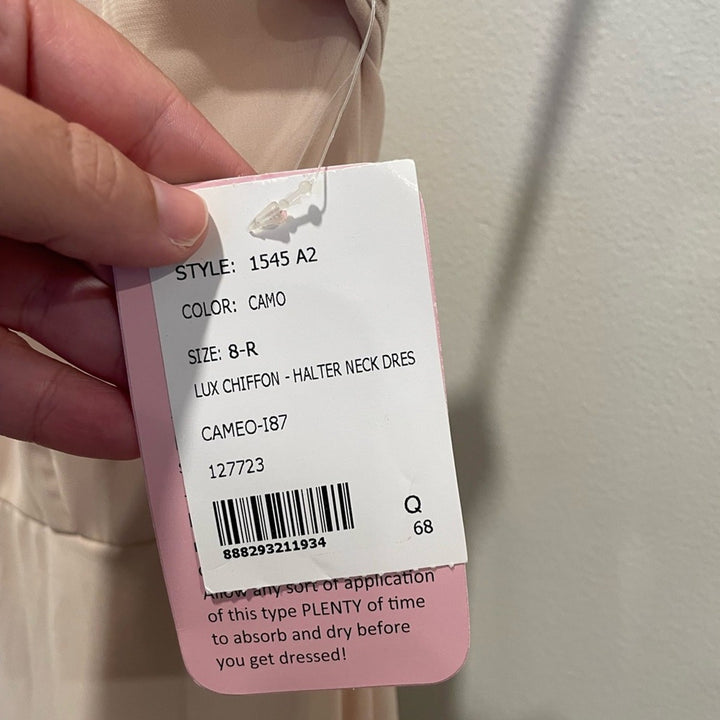 STYLE: 1545 A2
COLOR: CAMO
SIZE: 8-R
LUX CHIFFON - HALTER NECK DRES
CAMEO-I87
127723
888293211934
Q
68
Allow any sort of application
of this type PLENTY of time
to absorb and dry before
you get dressed!